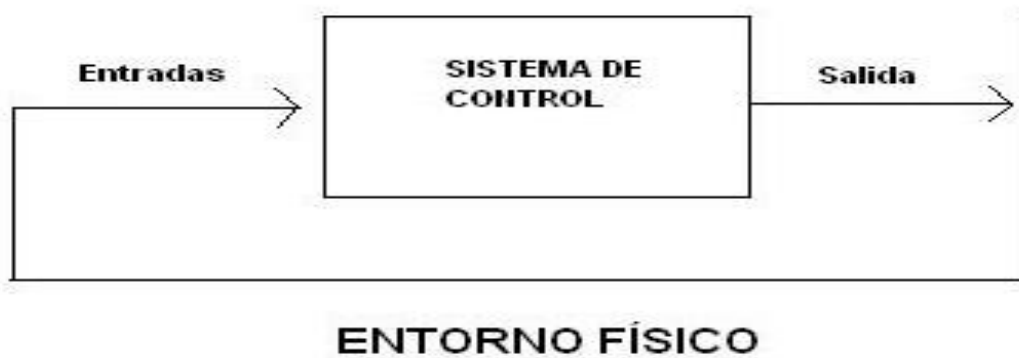 Entradas
SISTEMA DE
CONTROL
Salida
ENTORNO FÍSICO